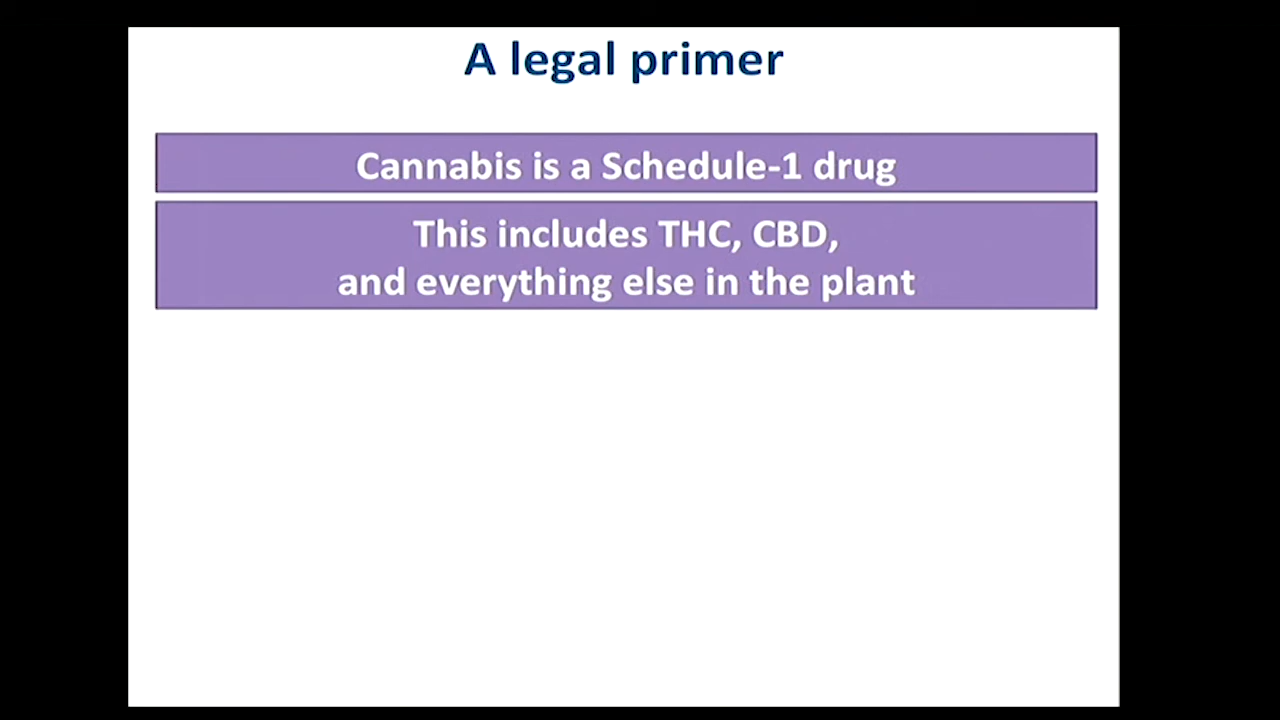 A legal primer
Cannabis is a Schedule-1 drug
This includes THC, CBD,
and everything else in the plant